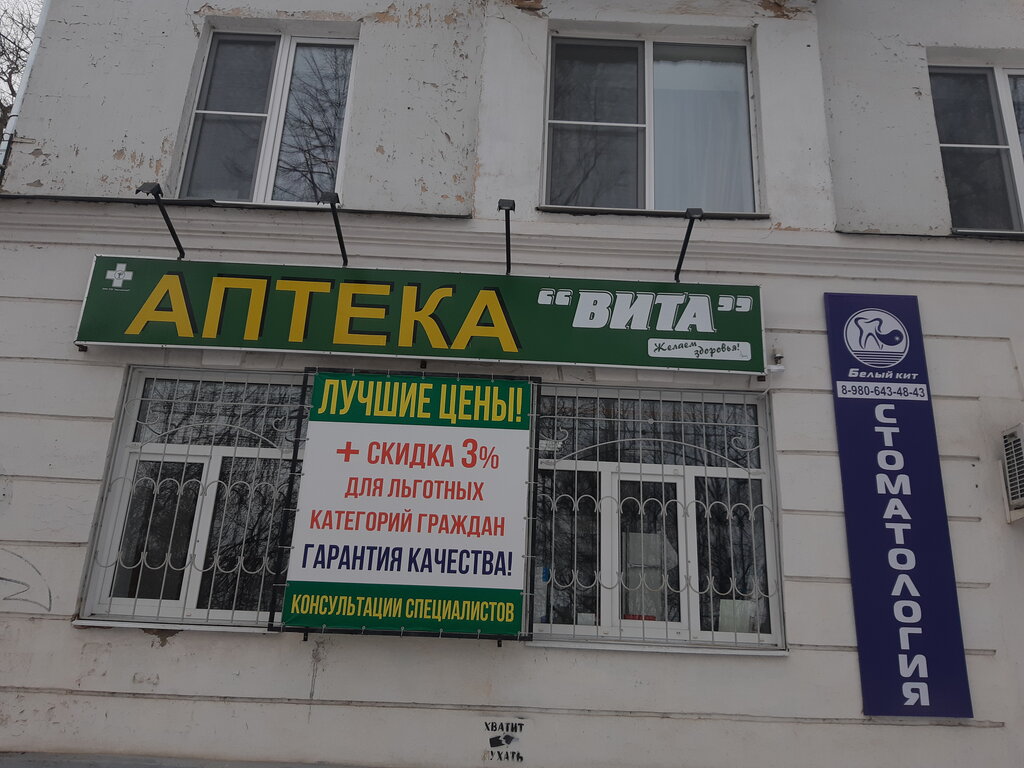 АПТЕКА "ВИТА"
Желаем
здоровья!
ЛУЧШИЕ ЦЕНЫ!
+ СКИДКА 3%
ДЛЯ ЛЬГОТНЫХ
КАТЕГОРИЙ ГРАЖДАН
ГАРАНТИЯ КАЧЕСТВА!
КОНСУЛЬТАЦИИ СПЕЦИАЛИСТОВ
Белый кит
8-980-643-48-43
СТОМАТОЛОГИЯ
ХВАТИТ